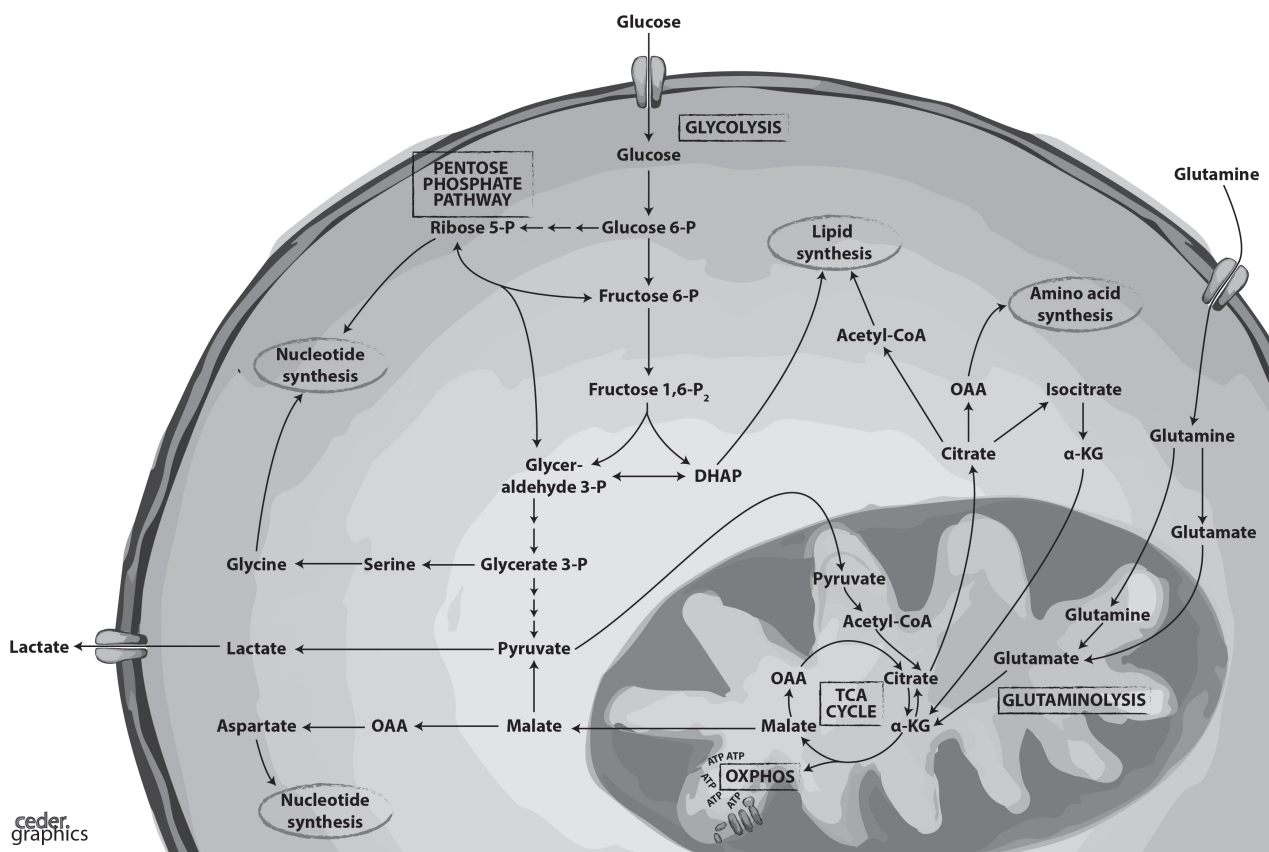 Glucose
GLYCOLYSIS
Glucose
PENTOSE
PHOSPHATE
PATHWAY
Glutamine
Ribose 5-P
Glucose 6-P
Lipid
synthesis
Fructose 6-P
Amino acid
synthesis
Acetyl-CoA
Nucleotide
synthesis
Fructose 1,6-P2
OAA
Isocitrate
Glutamine
Citrate
α-KG
Glycer-
aldehyde 3-P
DHAP
Glutamate
Glycine
Serine
Glycerate 3-P
Pyruvate
Acetyl-CoA
Glutamine
Lactate
Lactate
Pyruvate
Glutamate
OAA
Citrate
TCA
CYCLE
GLUTAMINOLYSIS
Aspartate
OAA
Malate
Malate
α-KG
ATP ATP
ATP
OXPHOS
ATP
ATP
Nucleotide
synthesis
ceder.
graphics